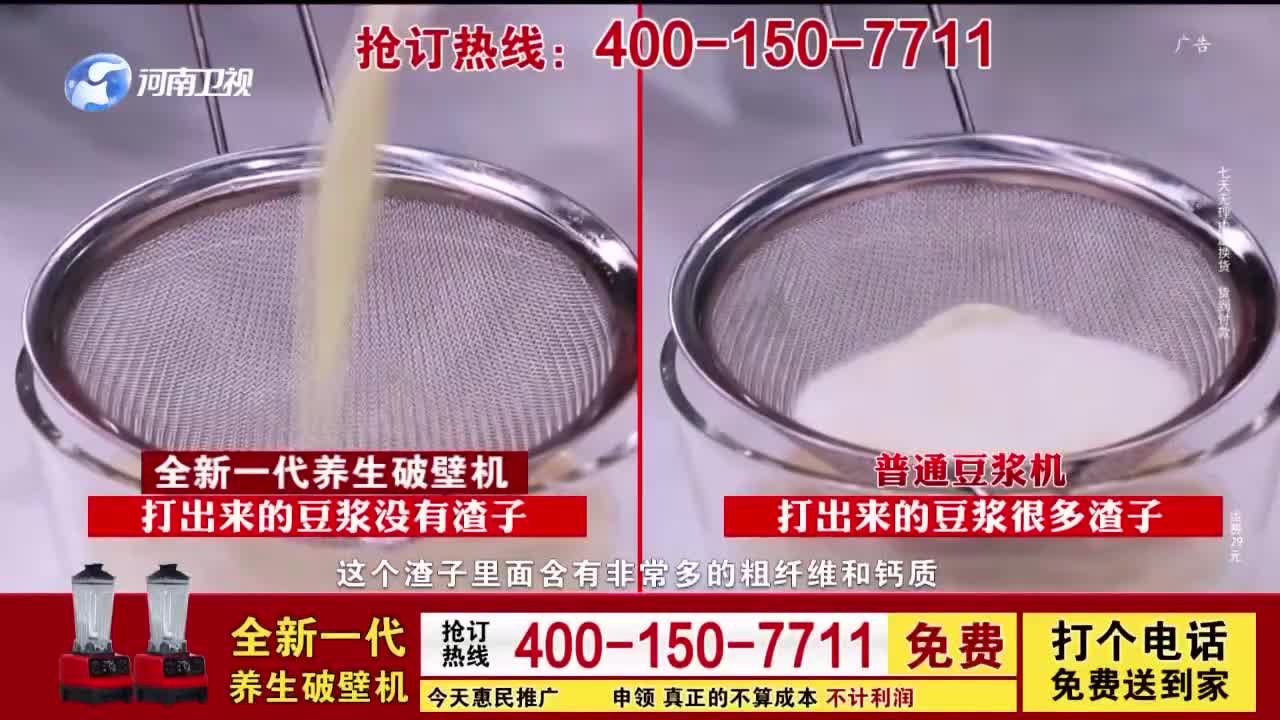 抢订热线：400-150-7711
广告
河南卫视
全新一代养生破壁机
打出来的豆浆没有渣子
普通豆浆机
打出来的豆浆很多渣子
运费29元
这个渣子里面含有非常多的粗纤维和钙质
全新一代
养生破壁机
抢订
热线
400-150-7711
免费
今天惠民推广 申领 真正的不算成本 不计利润
打个电话
免费送到家